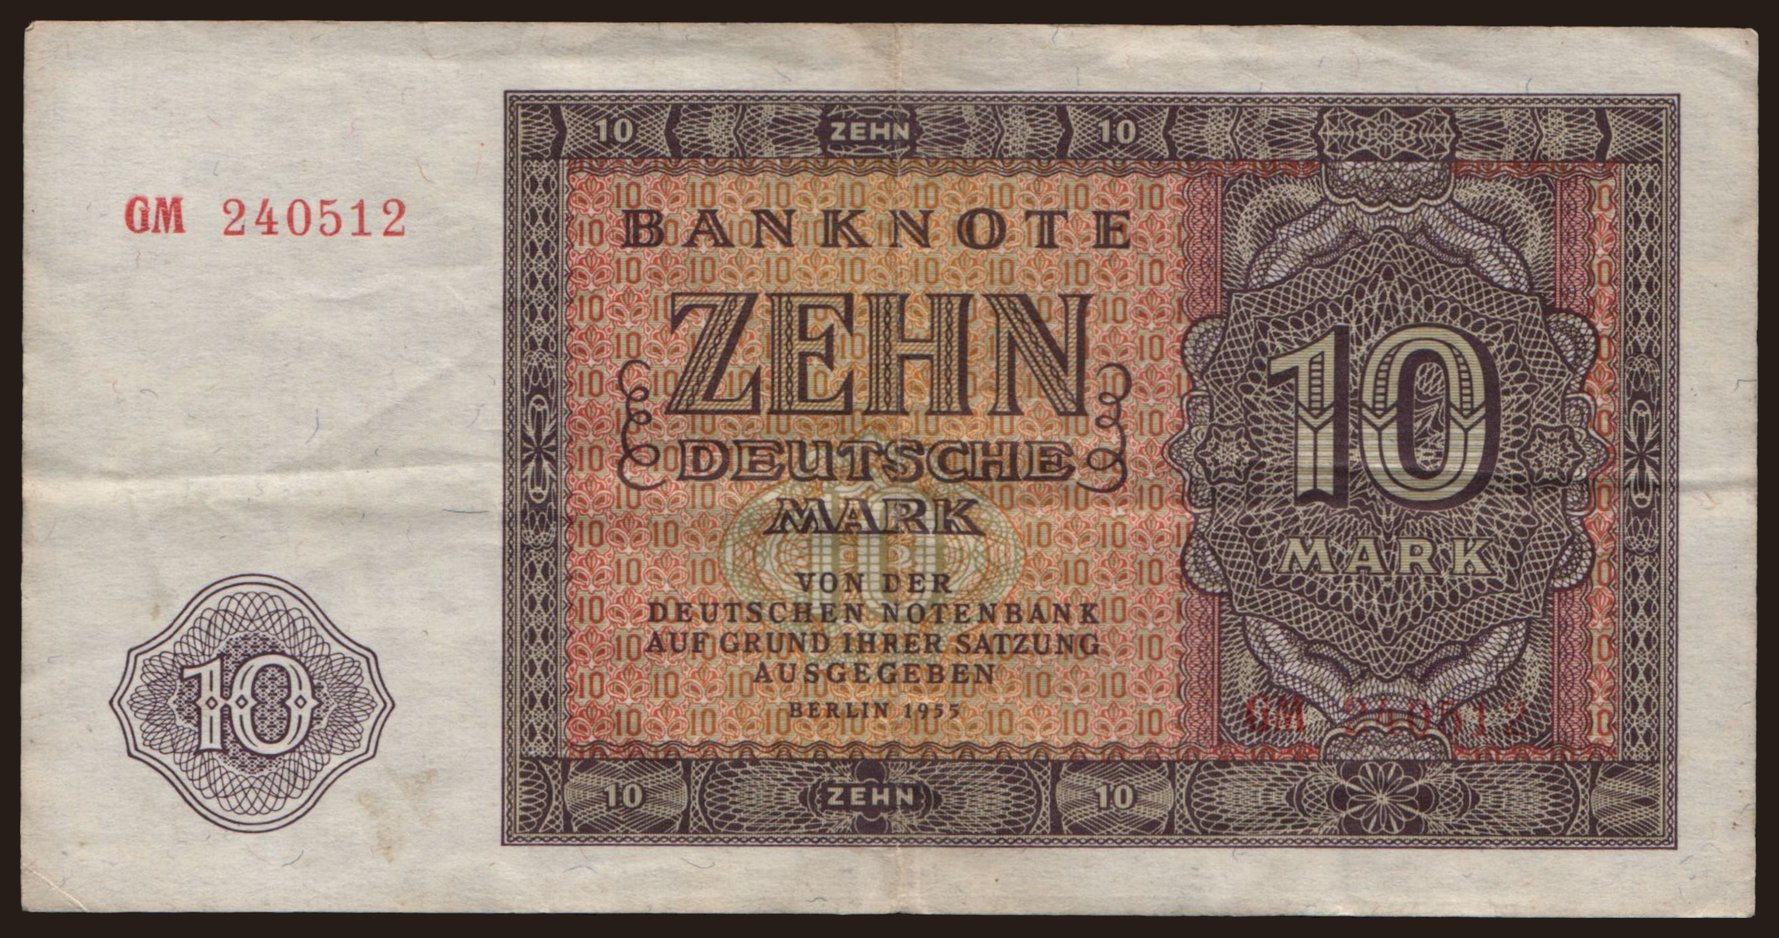 10 ZEHN 10
GM 240512
BANKNOTE
ZEHN
DEUTSCHE
MARK
10
MARK
VON DER
DEUTSCHEN NOTENBANK
AUF GRUND IHRER SATZUNG
AUSGEGEBEN
BERLIN 1955
10
GM 240512
10 ZEHN 10